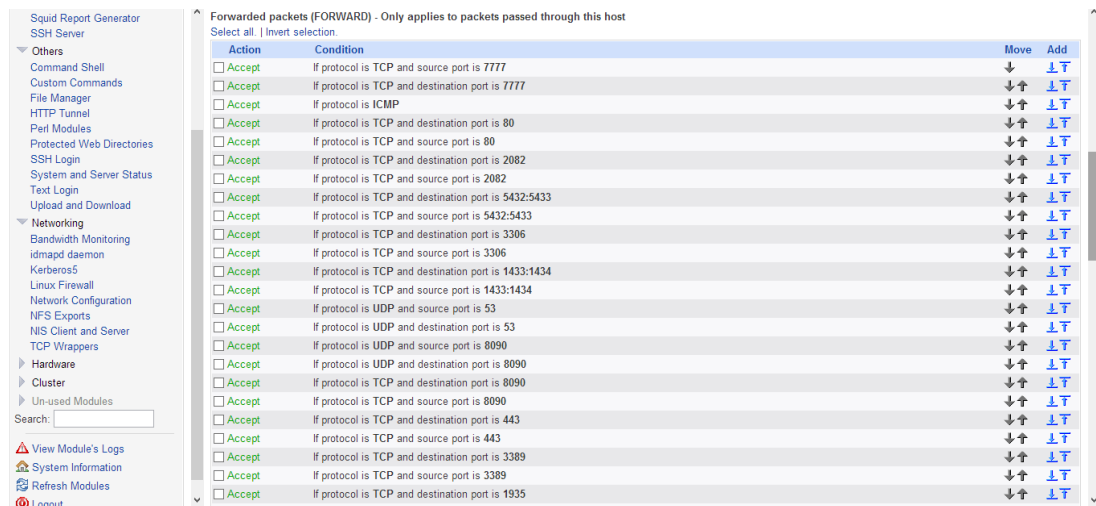 Squid Report Generator
SSH Server
Others
Command Shell
Custom Commands
File Manager
HTTP Tunnel
Perl Modules
Protected Web Directories
SSH Login
System and Server Status
Text Login
Upload and Download
Networking
Bandwidth Monitoring
idmapd daemon
Kerberos5
Linux Firewall
Network Configuration
NFS Exports
NIS Client and Server
TCP Wrappers
Hardware
Cluster
Un-used Modules
Search:
View Module's Logs
System Information
Refresh Modules
Logout
Forwarded packets (FORWARD) - Only applies to packets passed through this host
Select all. | Invert selection.
Action Condition Move Add
Accept If protocol is TCP and source port is 7777
Accept If protocol is TCP and destination port is 7777
Accept If protocol is ICMP
Accept If protocol is TCP and destination port is 80
Accept If protocol is TCP and source port is 80
Accept If protocol is TCP and destination port is 2082
Accept If protocol is TCP and source port is 2082
Accept If protocol is TCP and destination port is 5432:5433
Accept If protocol is TCP and source port is 5432:5433
Accept If protocol is TCP and destination port is 3306
Accept If protocol is TCP and source port is 3306
Accept If protocol is TCP and destination port is 1433:1434
Accept If protocol is TCP and source port is 1433:1434
Accept If protocol is UDP and source port is 53
Accept If protocol is UDP and destination port is 53
Accept If protocol is UDP and source port is 8090
Accept If protocol is UDP and destination port is 8090
Accept If protocol is TCP and destination port is 8090
Accept If protocol is TCP and source port is 8090
Accept If protocol is TCP and destination port is 443
Accept If protocol is TCP and source port is 443
Accept If protocol is TCP and destination port is 3389
Accept If protocol is TCP and source port is 3389
Accept If protocol is TCP and destination port is 1935